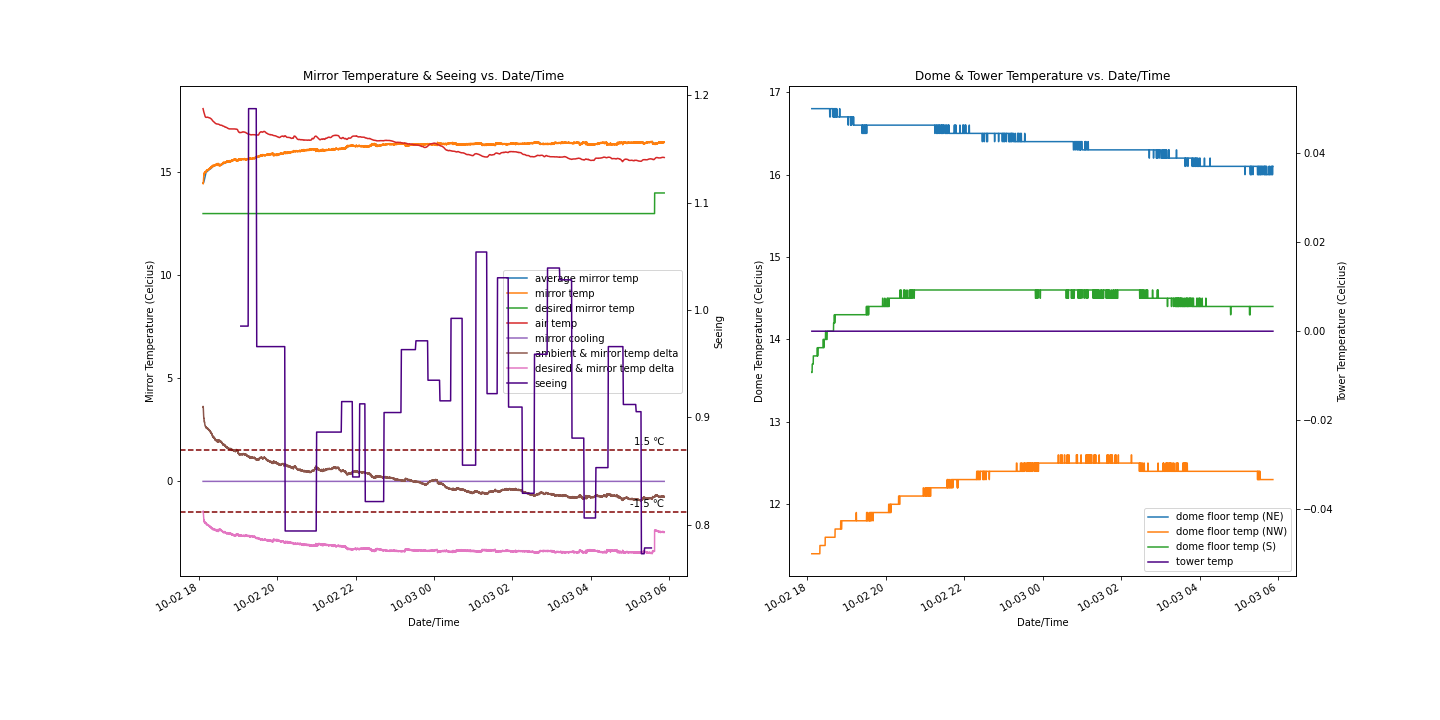 Mirror Temperature & Seeing vs. Date/Time
Mirror Temperature (Celcius)
15
10
5
0
1.2
1.1
1.0
0.9
0.8
Seeing
average mirror temp
mirror temp
desired mirror temp
air temp
mirror cooling
ambient & mirror temp delta
desired & mirror temp delta
seeing
1.5 °C
-1.5 °C
10-02 18
10-02 20
10-02 22
10-03 00
10-03 02
10-03 04
10-03 06
Date/Time
Dome & Tower Temperature vs. Date/Time
Dome Temperature (Celcius)
17
16
15
14
13
12
0.04
0.02
0.00
−0.02
−0.04
Tower Temperature (Celcius)
dome floor temp (NE)
dome floor temp (NW)
dome floor temp (S)
tower temp
10-02 18
10-02 20
10-02 22
10-03 00
10-03 02
10-03 04
10-03 06
Date/Time